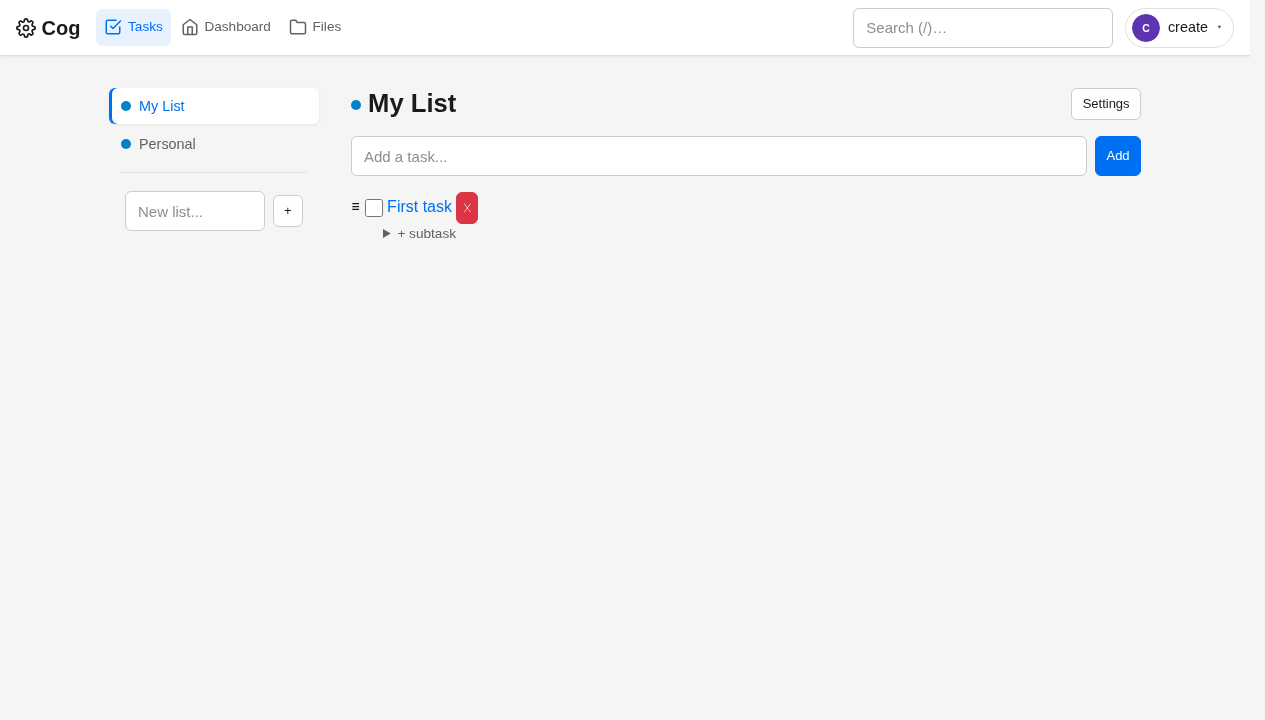 Cog
Tasks
Dashboard
Files
Search (/)…
C
create
My List
Personal
New list...
+
My List
Settings
Add a task...
Add
First task
X
+ subtask